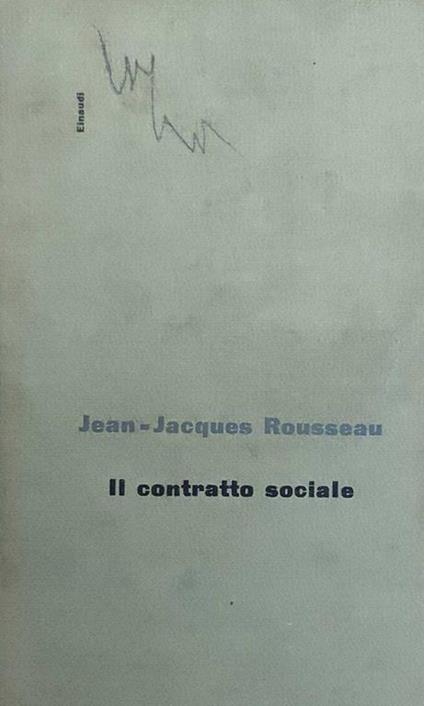 Einaudi
Jean-Jacques Rousseau
Il contratto sociale